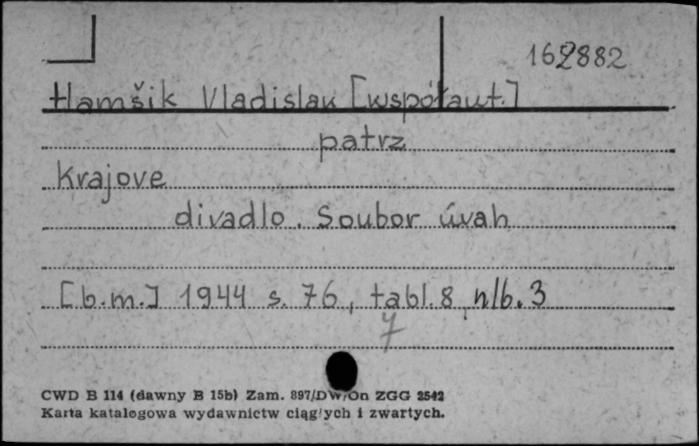 162882
Hamšik Vladislav [współaut.]
patrz
Krajove
divadlo. Soubor úvah
[b.m.] 1944 s. 76, tabl. 8, nlb. 3
7
CWD B 114 (dawny B 15b) Zam. 897/DW/On ZGG 2542
Karta katalogowa wydawnictw ciągłych i zwartych.